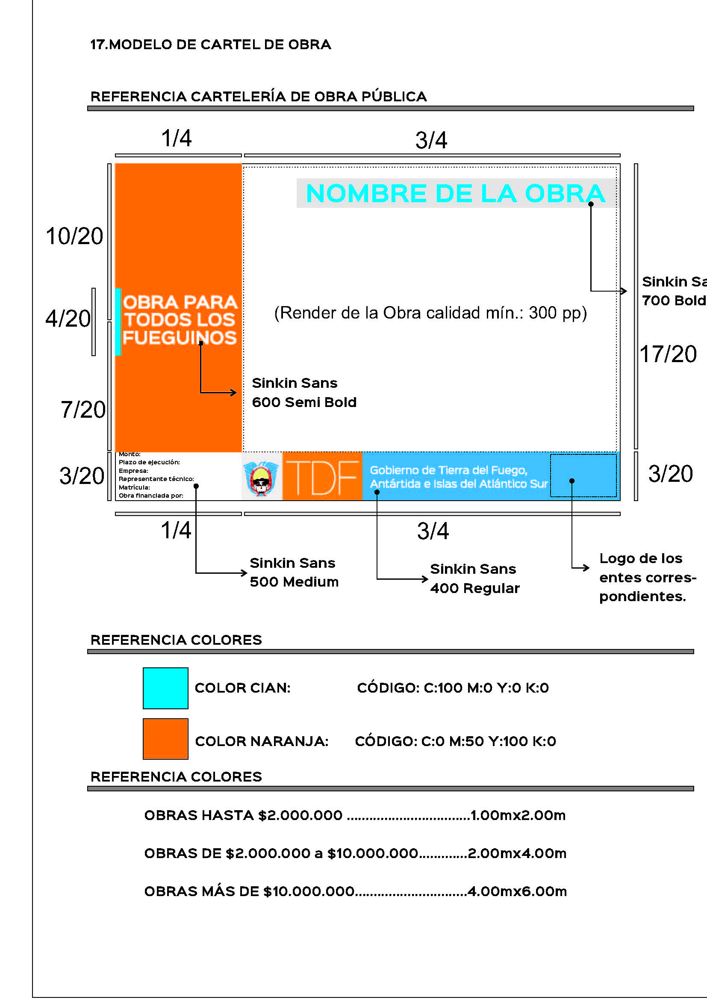 17.MODELO DE CARTEL DE OBRA
REFERENCIA CARTELERÍA DE OBRA PÚBLICA
1/4
3/4
NOMBRE DE LA OBRA
10/20
Sinkin
700 Bold
OBRA PARA
TODOS LOS
FUEGUINOS
4/20
(Render de la Obra calidad mín.: 300 pp)
17/20
Sinkin Sans
600 Semi Bold
7/20
3/20
Monto:
Plazo de ejecución:
Empresa:
Representante técnico:
Matrícula:
Obra financiada por:
TDF
Gobierno de Tierra del Fuego,
Antártida e Islas del Atlántico Sur
3/20
1/4
3/4
Sinkin Sans
500 Medium
Sinkin Sans
400 Regular
Logo de los
entes corres-
pondientes.
REFERENCIA COLORES
COLOR CIAN: CÓDIGO: C:100 M:0 Y:0 K:0
COLOR NARANJA: CÓDIGO: C:0 M:50 Y:100 K:0
REFERENCIA COLORES
OBRAS HASTA $2.000.000 .................................1.00mx2.00m
OBRAS DE $2.000.000 a $10.000.000.............2.00mx4.00m
OBRAS MÁS DE $10.000.000..............................4.00mx6.00m